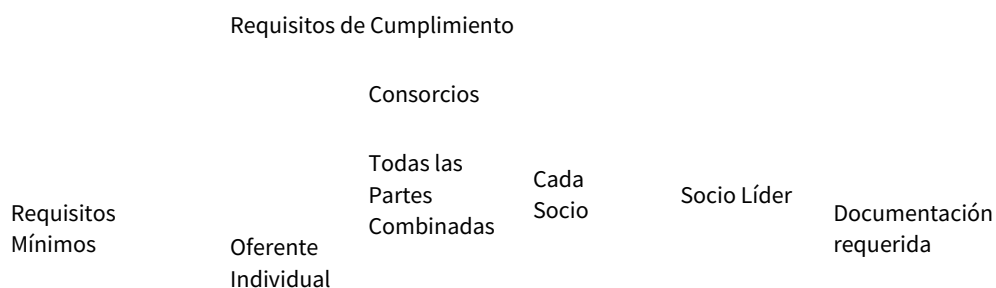 Requisitos de Cumplimiento
Consorcios
Requisitos
Mínimos
Oferente
Individual
Todas las
Partes
Combinadas
Cada
Socio
Socio Líder
Documentación
requerida